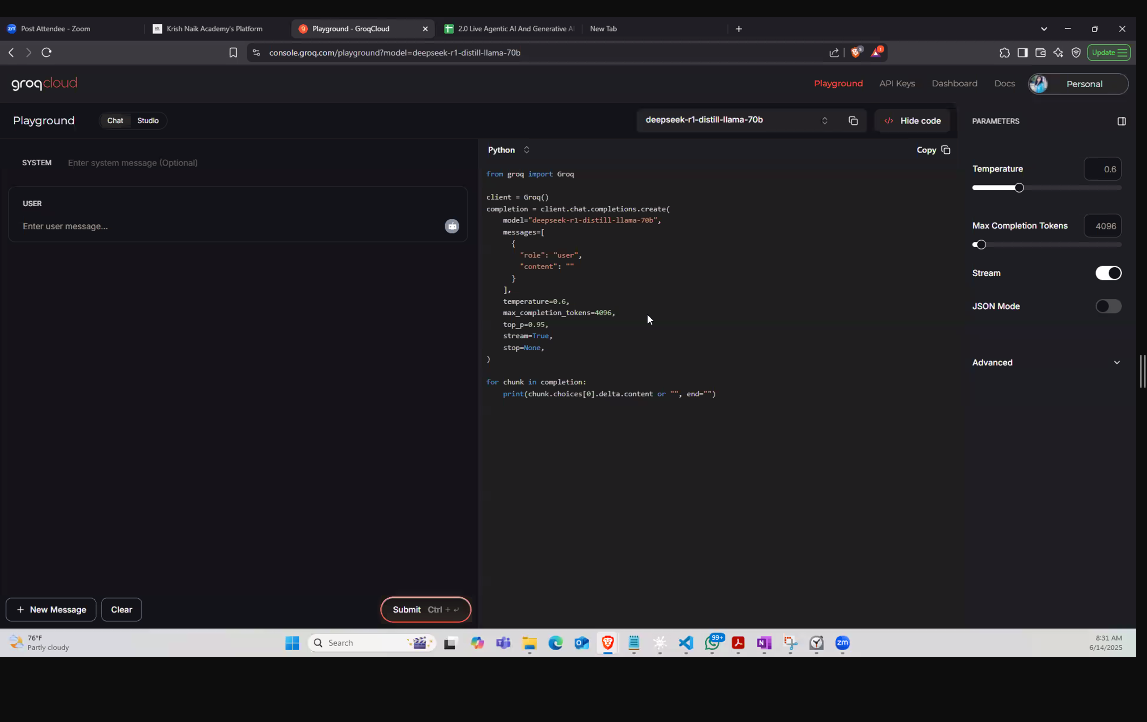 Post Attendee - Zoom
Krish Naik Academy's Platform
Playground - GroqCloud
2.0 Live Agentic AI And Generative AI
New Tab
console.groq.com/playground?model=deepseek-r1-distill-llama-70b
Update
groqcloud
Playground
API Keys
Dashboard
Docs
Personal
Playground
Chat
Studio
deepseek-r1-distill-llama-70b
</> Hide code
PARAMETERS
SYSTEM
Enter system message (Optional)
USER
Enter user message...
Python
Copy
from groq import Groq
client = Groq()
completion = client.chat.completions.create(
model="deepseek-r1-distill-llama-70b",
messages=[
{
"role": "user",
"content": ""
}
],
temperature=0.6,
max_completion_tokens=4096,
top_p=0.95,
stream=True,
stop=None,
)
for chunk in completion:
print(chunk.choices[0].delta.content or "", end="")
Temperature
0.6
Max Completion Tokens
4096
Stream
JSON Mode
Advanced
+ New Message
Clear
Submit Ctrl + ↵
76°F
Partly cloudy
Search
99+
zm
8:31 AM
6/14/2025